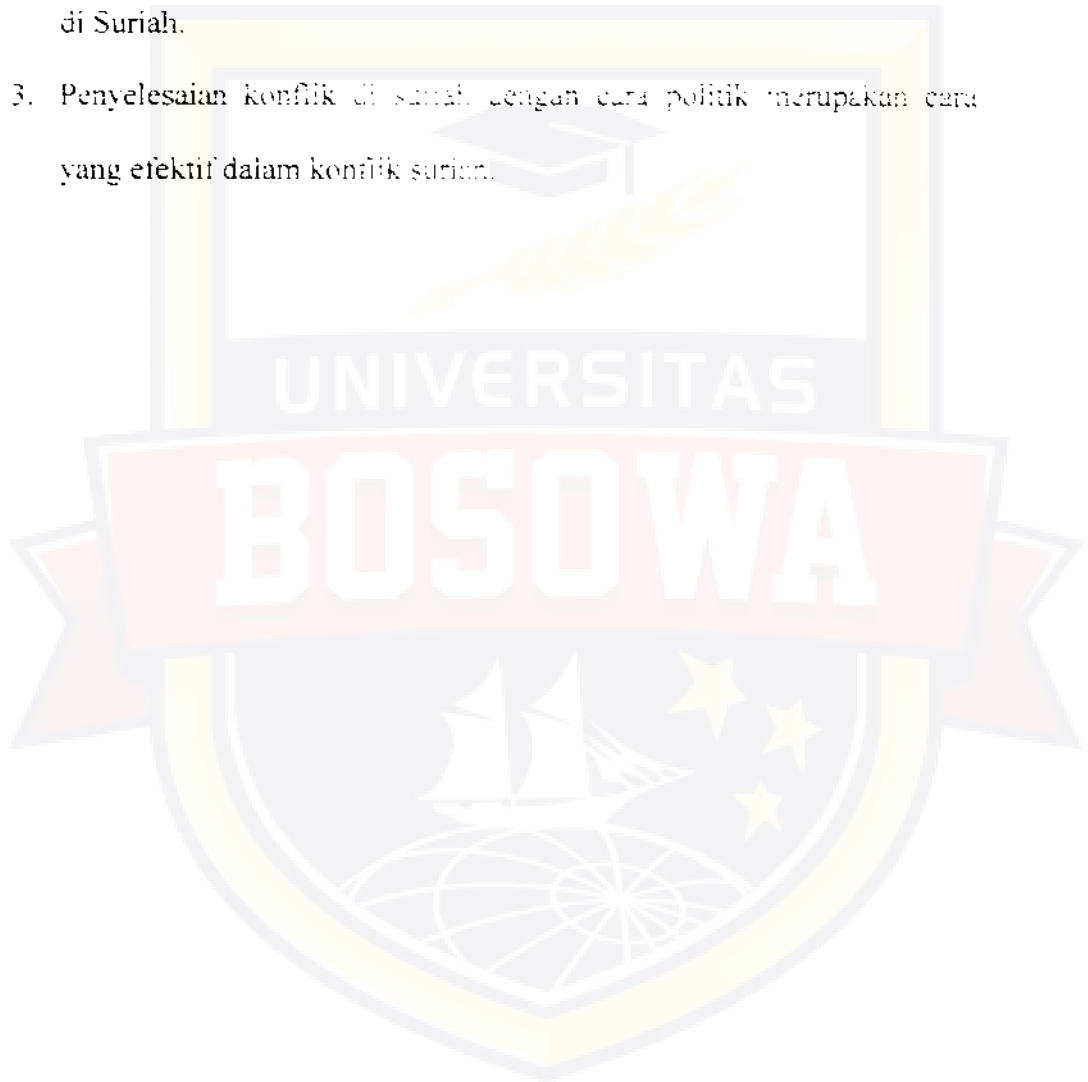 di Suriah.
3. Penyelesaian konflik di suriah dengan cara politik merupakan cara
yang efektif dalam konflik suriah.
UNIVERSITAS
BOSOWA